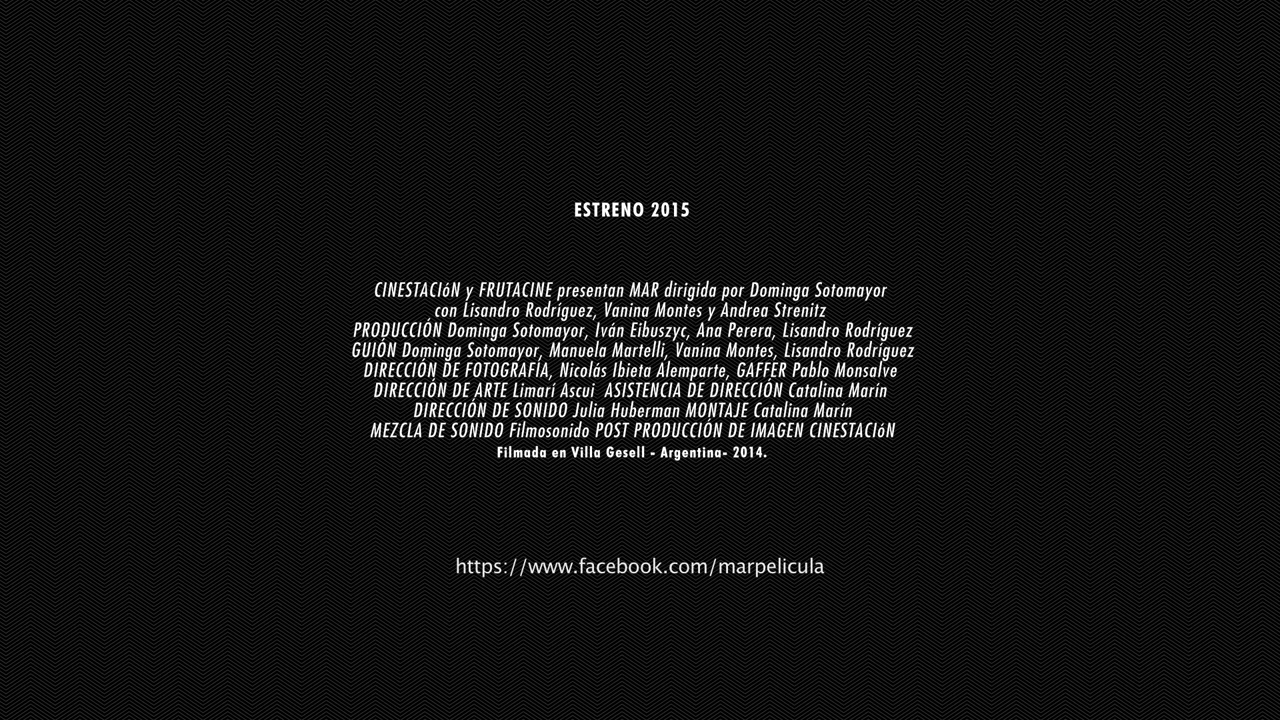 ESTRENO 2015
CINESTACIóN y FRUTACINE presentan MAR dirigida por Dominga Sotomayor
con Lisandro Rodríguez, Vanina Montes y Andrea Strenitz
PRODUCCIÓN Dominga Sotomayor, Iván Eibuszyc, Ana Perera, Lisandro Rodríguez
GUIÓN Dominga Sotomayor, Manuela Martelli, Vanina Montes, Lisandro Rodríguez
DIRECCIÓN DE FOTOGRAFÍA, Nicolás Ibieta Alemparte, GAFFER Pablo Monsalve
DIRECCIÓN DE ARTE Limarí Ascui  ASISTENCIA DE DIRECCIÓN Catalina Marín
DIRECCIÓN DE SONIDO Julia Huberman MONTAJE Catalina Marín
MEZCLA DE SONIDO Filmosonido POST PRODUCCIÓN DE IMAGEN CINESTACIóN
Filmada en Villa Gesell - Argentina- 2014.
https://www.facebook.com/marpelicula